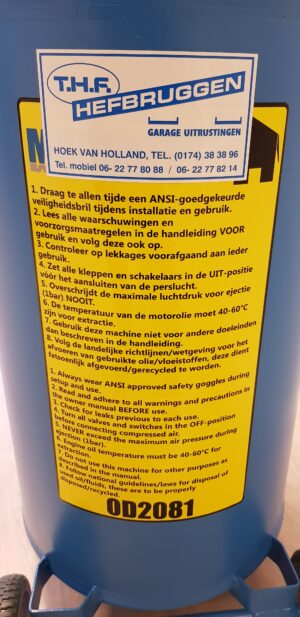 T.H.F.
HEFBRUGGEN
GARAGE UITRUSTINGEN
HOEK VAN HOLLAND, TEL. (0174) 38 38 96
Tel. mobiel 06- 22 77 80 88 / 06- 22 77 82 14
M
A
1. Draag te allen tijde een ANSI-goedgekeurde
veiligheidsbril tijdens installatie en gebruik.
2. Lees alle waarschuwingen en
voorzorgsmaatregelen in de handleiding VOOR
gebruik en volg deze ook op.
3. Controleer op lekkages voorafgaand aan ieder
gebruik.
4. Zet alle kleppen en schakelaars in de UIT-positie
vóór het aansluiten van de perslucht.
5. Overschrijdt de maximale luchtdruk voor ejectie
(1bar) NOOIT.
6. De temperatuur van de motorolie moet 40-60°C
zijn voor extractie.
7. Gebruik deze machine niet voor andere doeleinden
dan beschreven in de handleiding.
8. Volg de landelijke richtlijnen/wetgeving voor het
afvoeren van gebruikte olie/vloeistoffen, deze dient
fatsoenlijk afgevoerd/gerecycled te worden.
1. Always wear ANSI approved safety goggles during
setup and use.
2. Read and adhere to all warnings and precautions in
the owner manual BEFORE use.
3. Check for leaks previous to each use.
4. Turn all valves and switches in the OFF-position
before connecting compressed air.
5. NEVER exceed the maximum air pressure during
ejection (1bar).
6. Engine oil temperature must be 40-60°C for
extraction.
7. Do not use this machine for other purposes as
described in the manual.
8. Follow national guidelines/laws for disposal of
used oil/fluids, these are to be properly
disposed/recycled.
OD2081